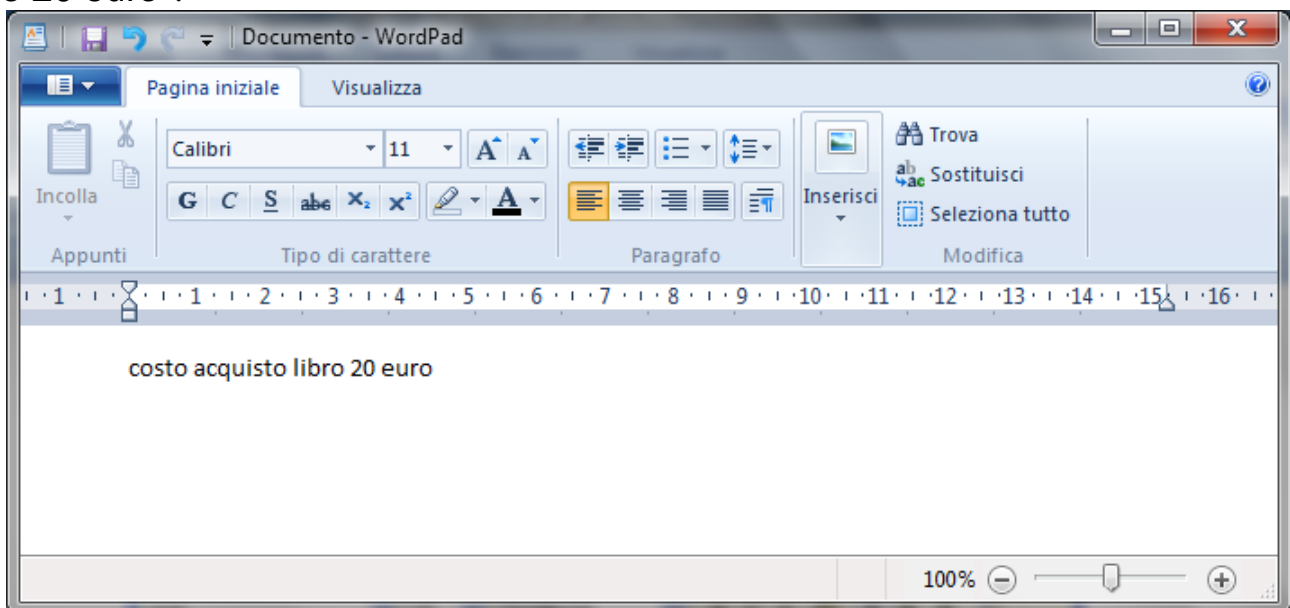 Documento - WordPad
Pagina iniziale Visualizza
Calibri 11 A A Trova
Sostituisci
Incolla G C S abc X₂ x² A Inserisci
Seleziona tutto
Appunti Tipo di carattere Paragrafo Modifica
1 1 2 3 4 5 6 7 8 9 10 11 12 13 14 15 16
costo acquisto libro 20 euro
100%